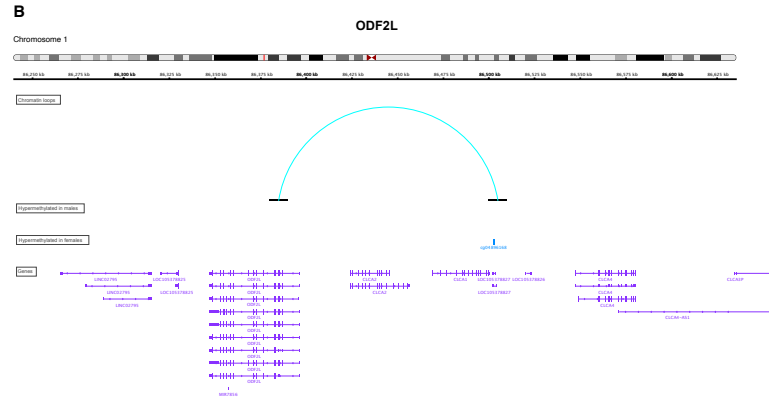 B
ODF2L
Chromosome 1
86,250 kb 86,275 kb 86,300 kb 86,325 kb 86,350 kb 86,375 kb 86,400 kb 86,425 kb 86,450 kb 86,475 kb 86,500 kb 86,525 kb 86,550 kb 86,575 kb 86,600 kb 86,625 kb
Chromatin loops
Hypermethylated in males
Hypermethylated in females
Genes
LINC02795 LOC105378825 ODF2L CLCA2 CLCA1 LOC105378827 LOC105378828 CLCA4 CLCA3P
LINC02795 LOC105378825 ODF2L CLCA2 LOC105378827 CLCA4
LINC02795 ODF2L CLCA4
ODF2L CLCA4-AS1
ODF2L
ODF2L
ODF2L
ODF2L
ODF2L
MIR7856